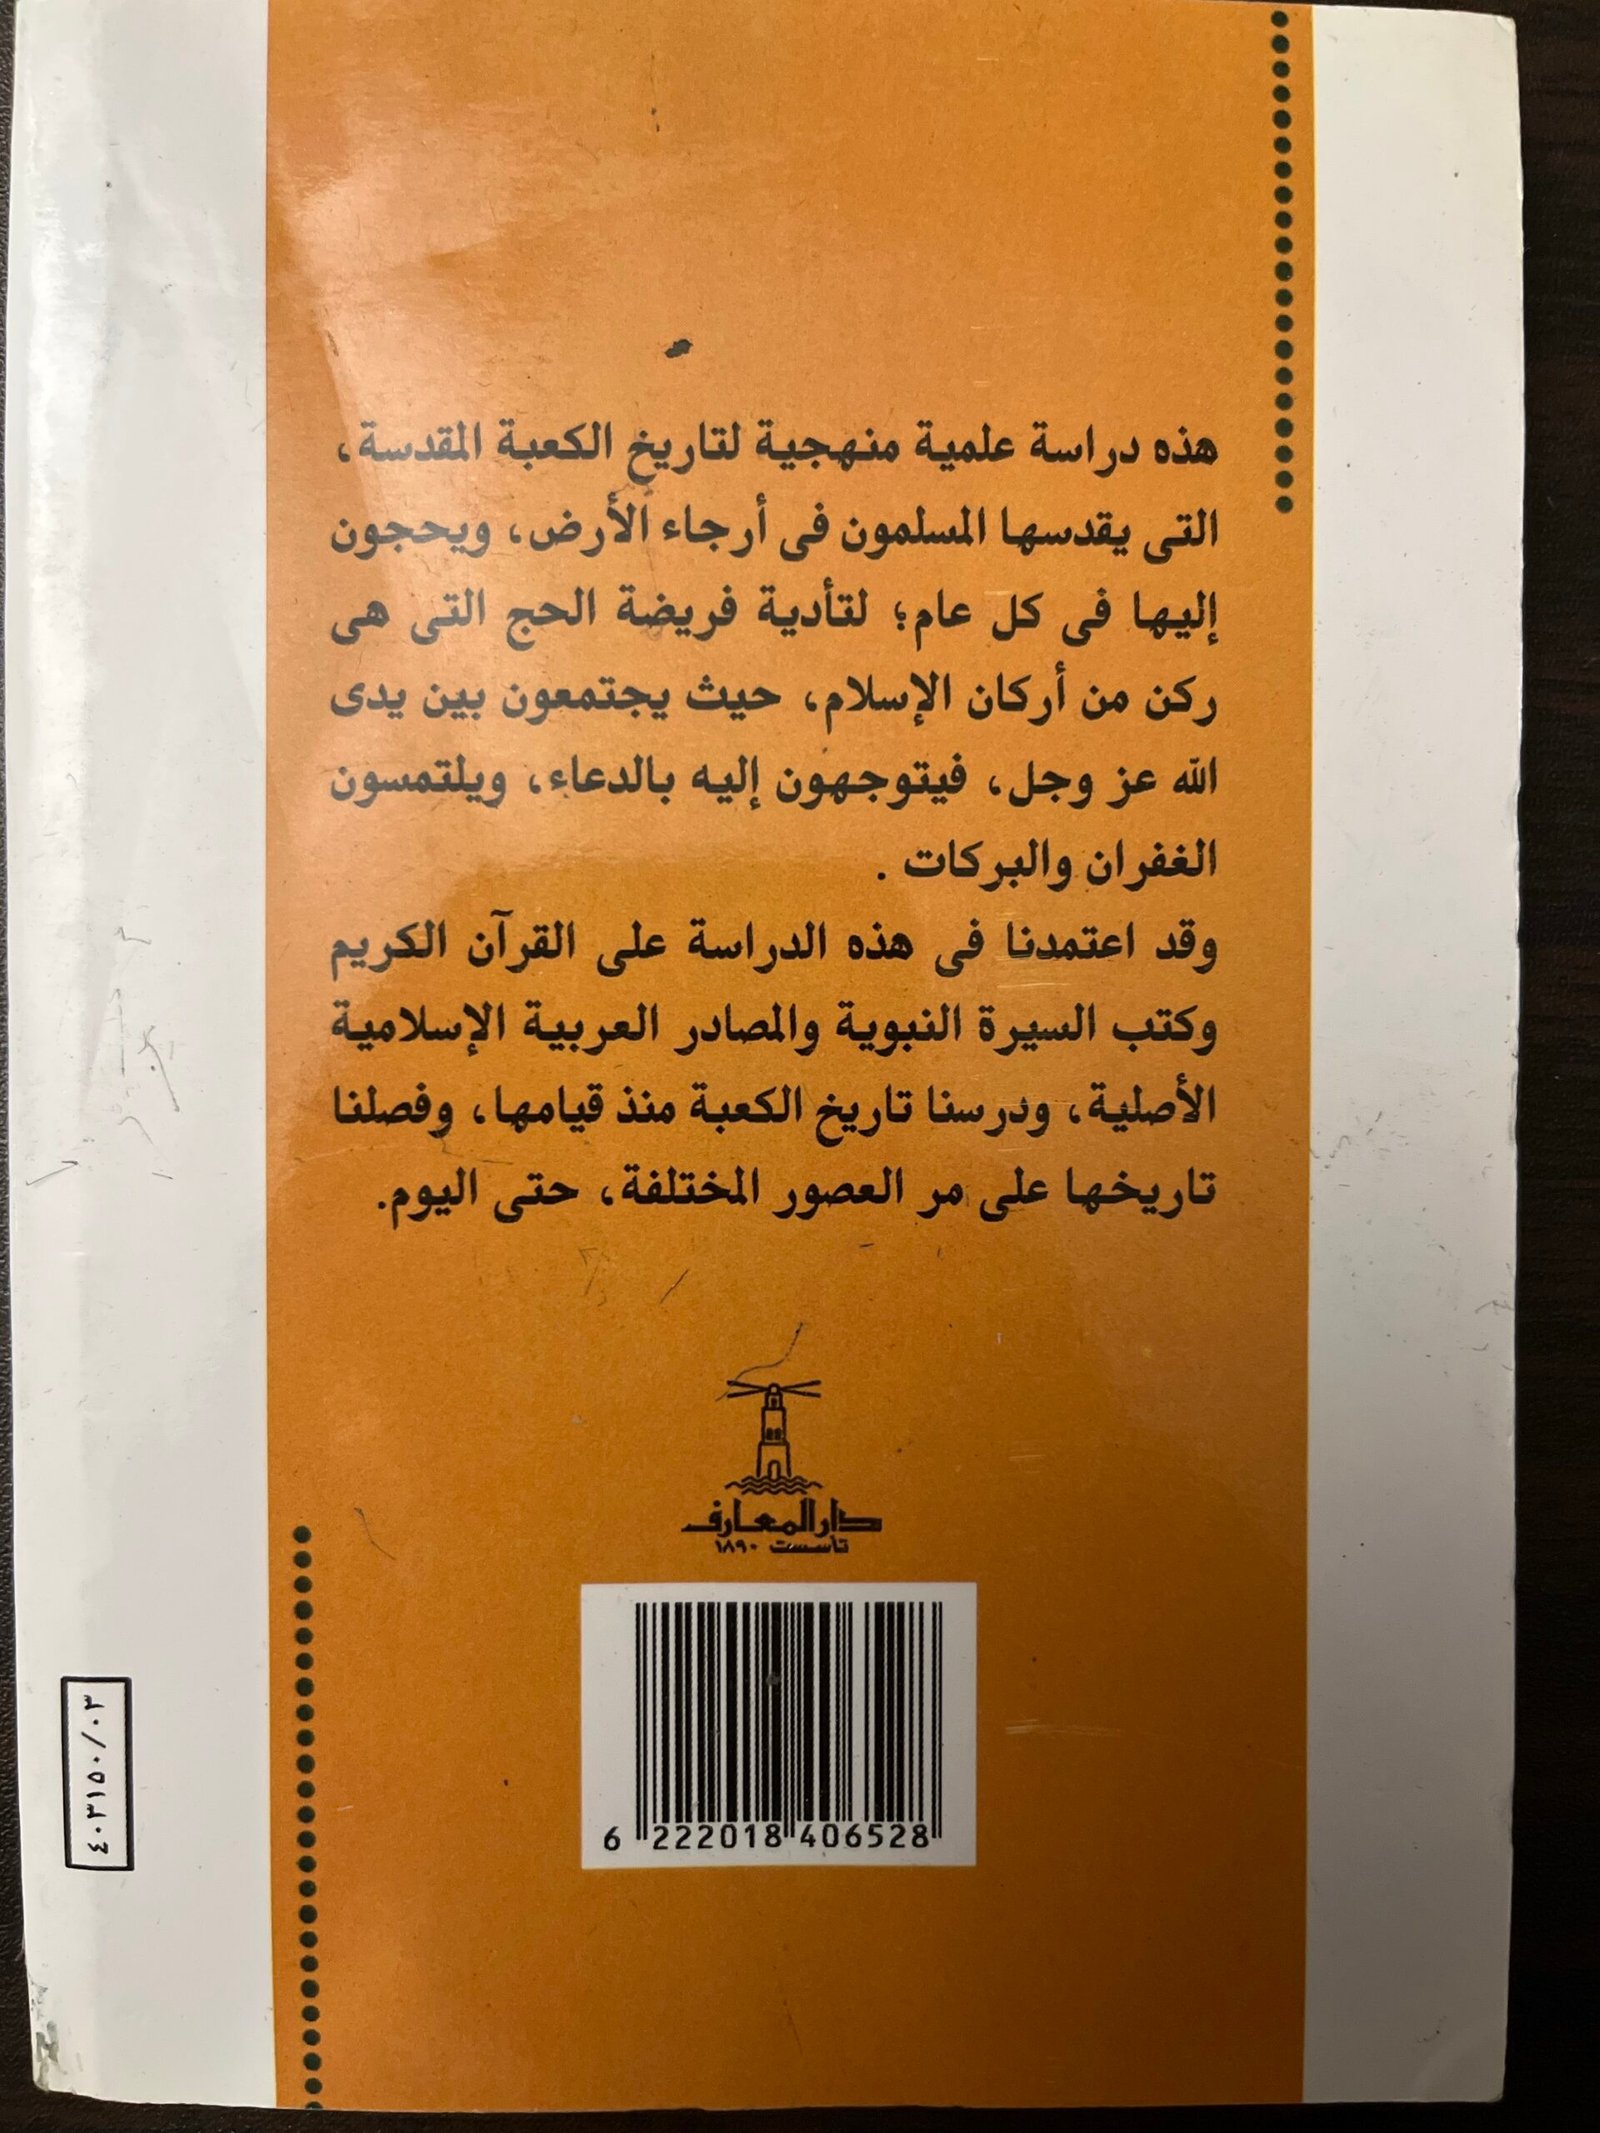 هذه دراسة علمية منهجية لتاريخ الكعبة المقدسة،
التى يقدسها المسلمون فى أرجاء الأرض، ويحجون
إليها فى كل عام؛ لتأدية فريضة الحج التى هى
ركن من أركان الإسلام، حيث يجتمعون بين يدى
الله عز وجل، فيتوجهون إليه بالدعاء، ويلتمسون
الغفران والبركات .
وقد اعتمدنا فى هذه الدراسة على القرآن الكريم
وكتب السيرة النبوية والمصادر العربية الإسلامية
الأصلية، ودرسنا تاريخ الكعبة منذ قيامها، وفصلنا
تاريخها على مر العصور المختلفة، حتى اليوم.
دار المعارف
تأسست ١٨٩٠
6 222018 406528
٤٠٣١٥٠/٠٣